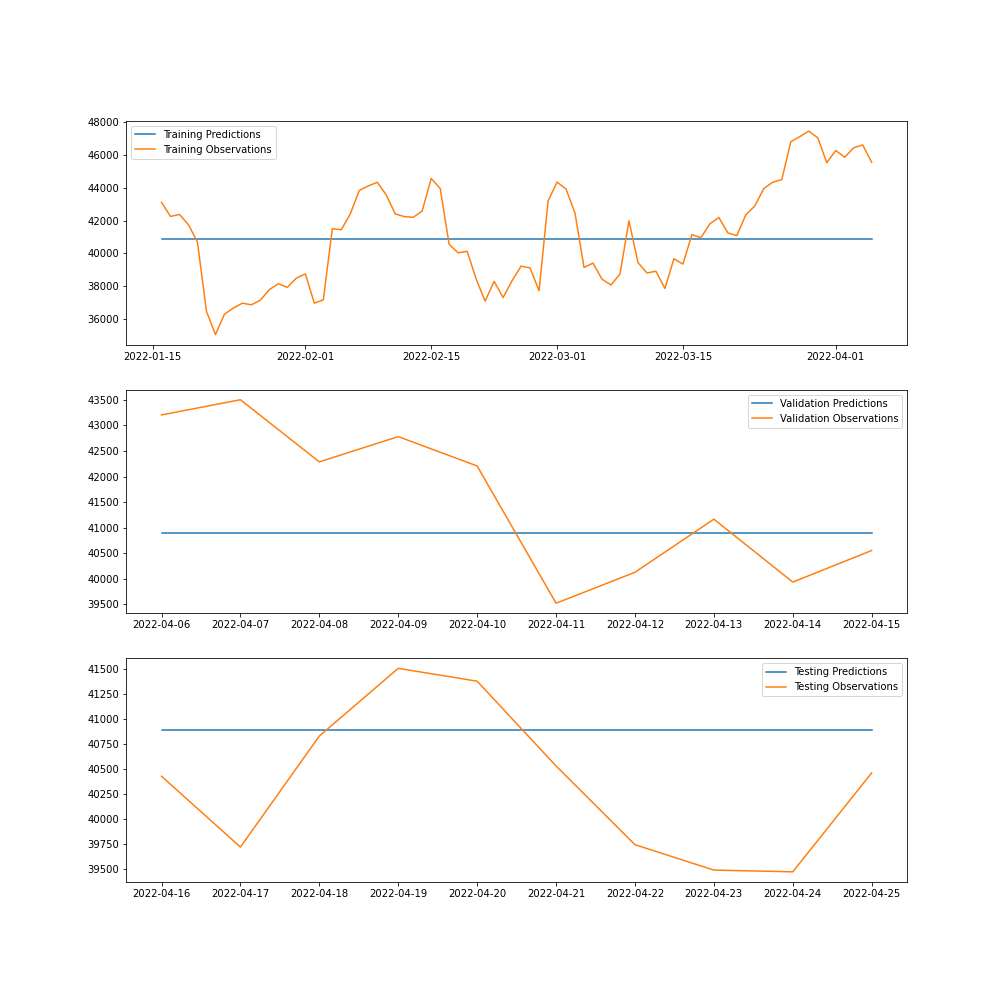 48000
46000
44000
42000
40000
38000
36000
Training Predictions
Training Observations
2022-01-15 2022-02-01 2022-02-15 2022-03-01 2022-03-15 2022-04-01
43500
43000
42500
42000
41500
41000
40500
40000
39500
Validation Predictions
Validation Observations
2022-04-06 2022-04-07 2022-04-08 2022-04-09 2022-04-10 2022-04-11 2022-04-12 2022-04-13 2022-04-14 2022-04-15
41500
41250
41000
40750
40500
40250
40000
39750
39500
Testing Predictions
Testing Observations
2022-04-16 2022-04-17 2022-04-18 2022-04-19 2022-04-20 2022-04-21 2022-04-22 2022-04-23 2022-04-24 2022-04-25